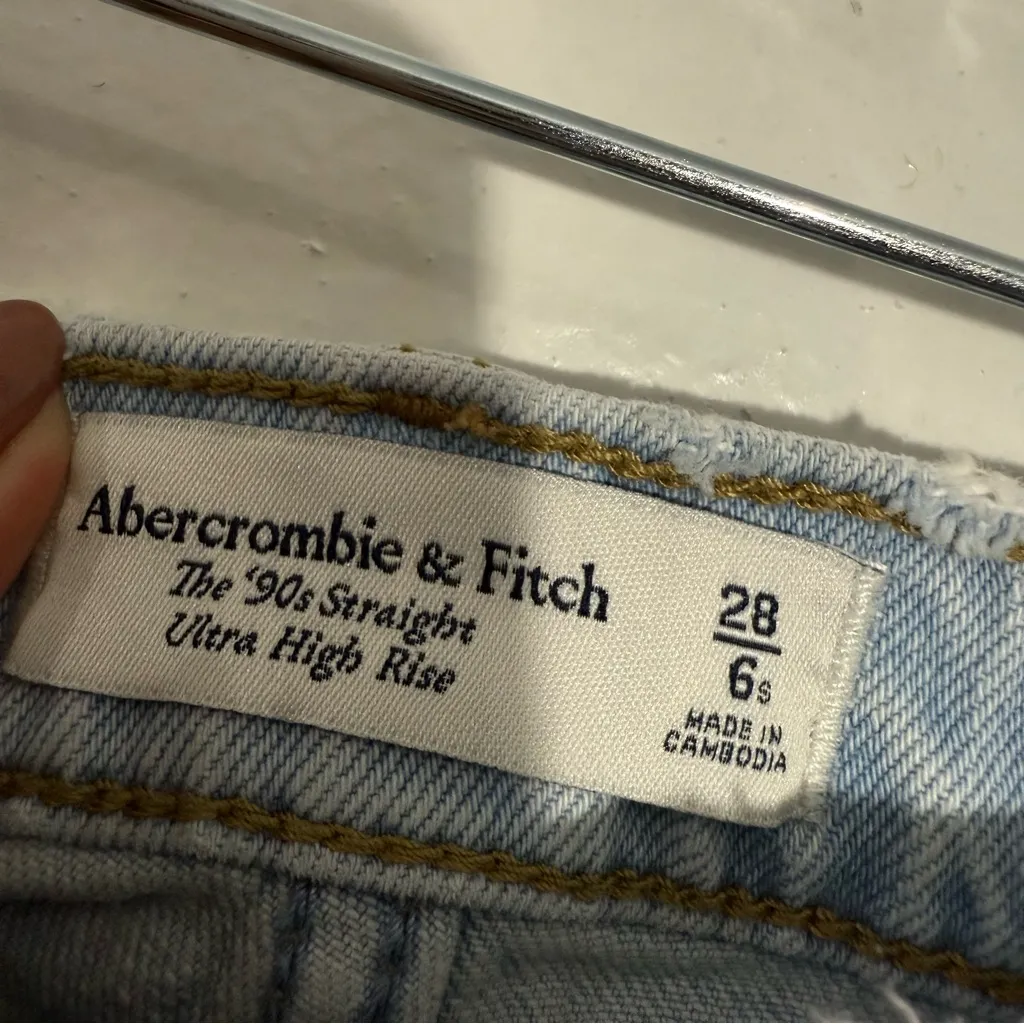 Abercrombie & Fitch
The '90s Straight
Ultra High Rise
28
6s
MADE IN
CAMBODIA